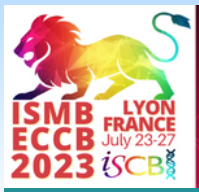 ISMB LYON
ECCB FRANCE
2023 July 23-27
iSCB